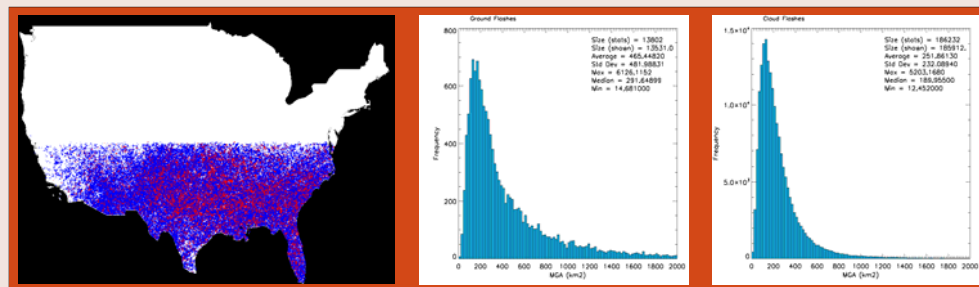 Ground Flashes
Size (stats) = 13802
Size (shown) = 13531.0
Average = 465.44820
Std Dev = 481.98831
Max = 6126.1152
Median = 291.64899
Min = 14.681000
800
600
400
200
0
Frequency
0 200 400 600 800 1000 1200 1400 1600 1800 2000
MGA (km2)
Cloud Flashes
Size (stats) = 186232
Size (shown) = 185912.
Average = 251.86130
Std Dev = 232.08940
Max = 5203.1680
Median = 189.95500
Min = 12.452000
1.5×10⁴
1.0×10⁴
5.0×10³
0
Frequency
0 200 400 600 800 1000 1200 1400 1600 1800 2000
MGA (km2)